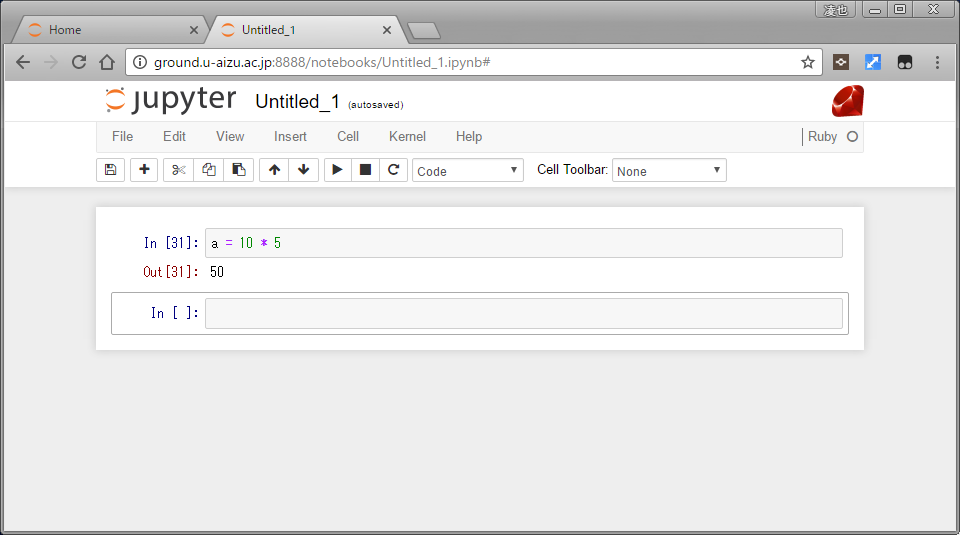 凌也
Home
Untitled_1
ground.u-aizu.ac.jp:8888/notebooks/Untitled_1.ipynb#
jupyter Untitled_1 (autosaved)
File Edit View Insert Cell Kernel Help Ruby
Code Cell Toolbar: None
In [31]: a = 10 * 5
Out[31]: 50
In [ ]: